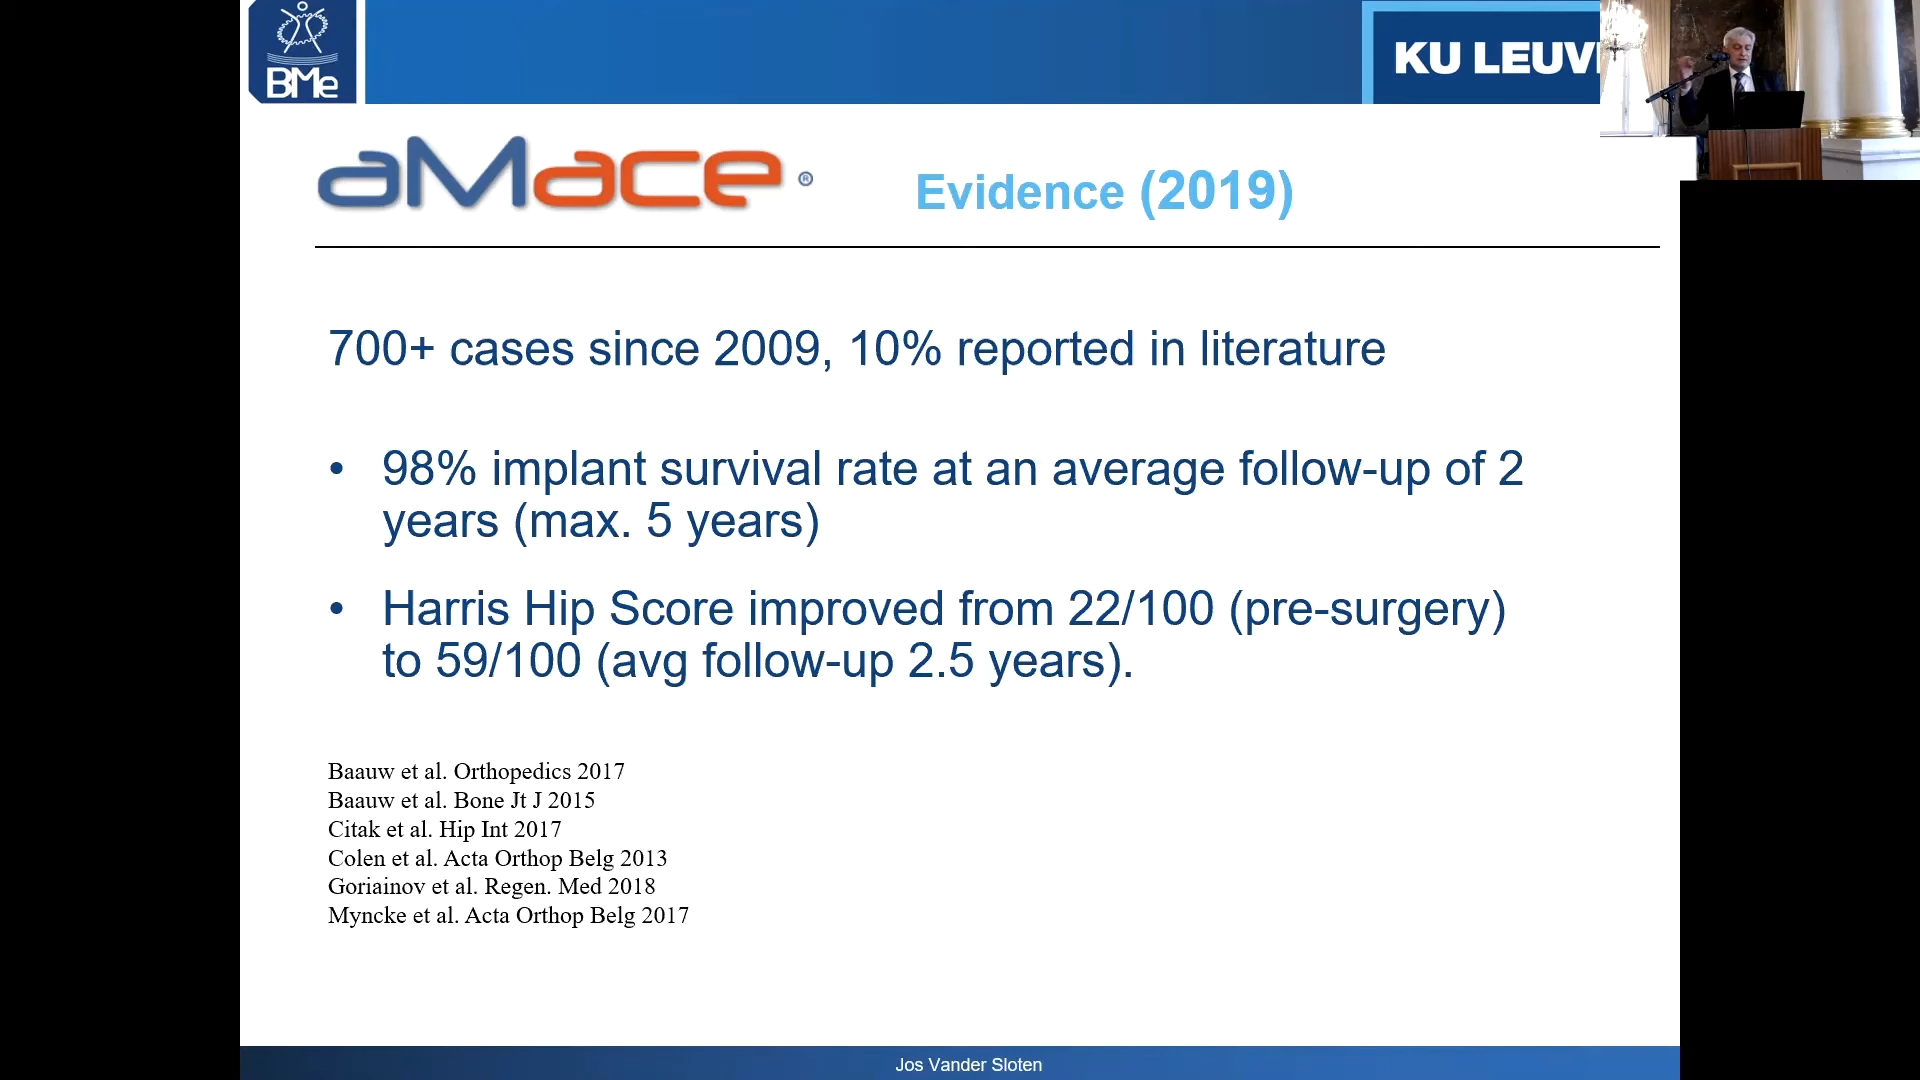 BMe
KU LEUV
aMace ®
Evidence (2019)
700+ cases since 2009, 10% reported in literature
• 98% implant survival rate at an average follow-up of 2
years (max. 5 years)
• Harris Hip Score improved from 22/100 (pre-surgery)
to 59/100 (avg follow-up 2.5 years).
Baauw et al. Orthopedics 2017
Baauw et al. Bone Jt J 2015
Citak et al. Hip Int 2017
Colen et al. Acta Orthop Belg 2013
Goriainov et al. Regen. Med 2018
Myncke et al. Acta Orthop Belg 2017
Jos Vander Sloten